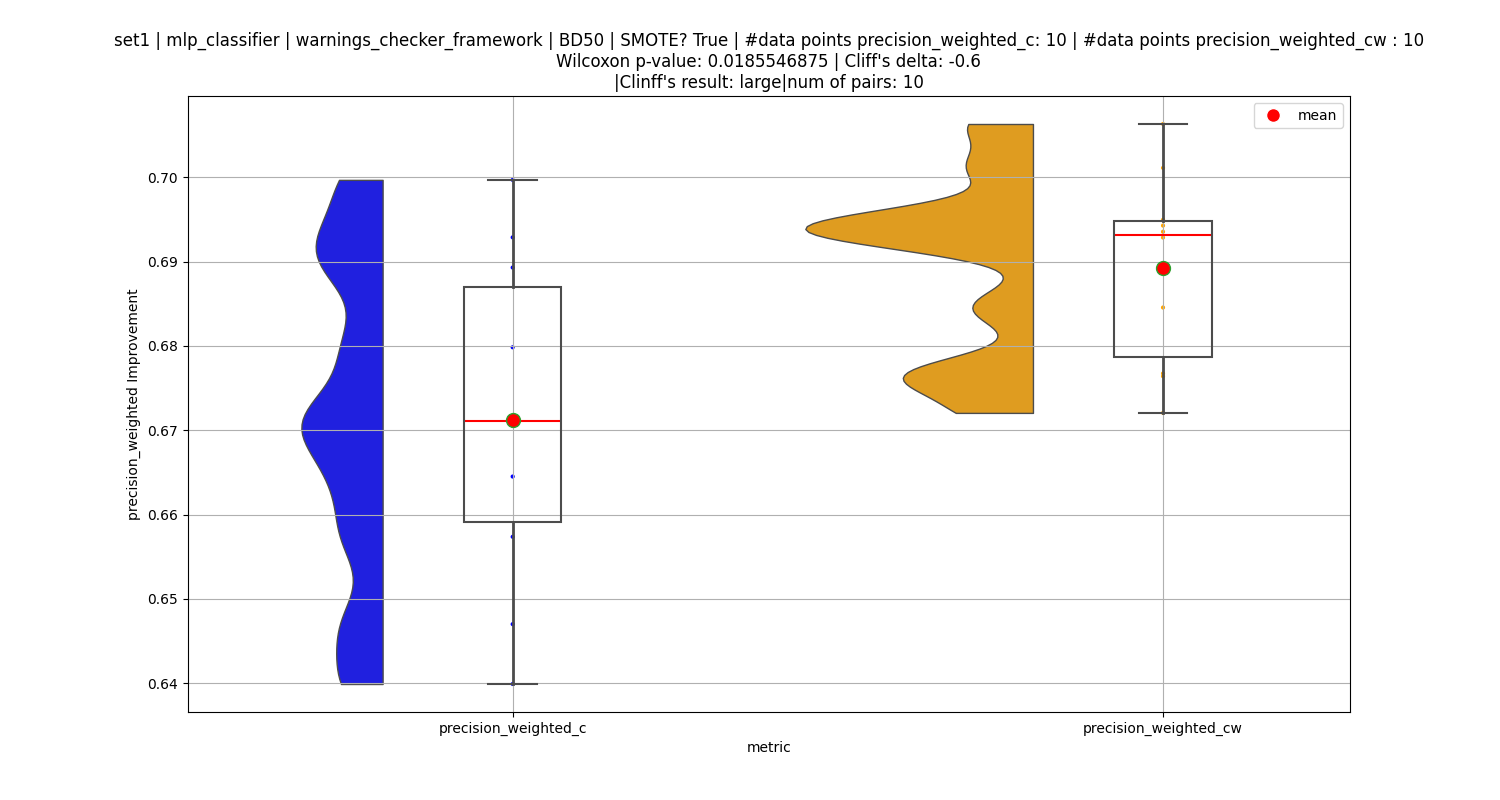 set1 | mlp_classifier | warnings_checker_framework | BD50 | SMOTE? True | #data points precision_weighted_c: 10 | #data points precision_weighted_cw : 10
Wilcoxon p-value: 0.0185546875 | Cliff's delta: -0.6
|Clinff's result: large|num of pairs: 10
mean
0.70
0.69
0.68
0.67
0.66
0.65
0.64
precision_weighted Improvement
precision_weighted_c
precision_weighted_cw
metric